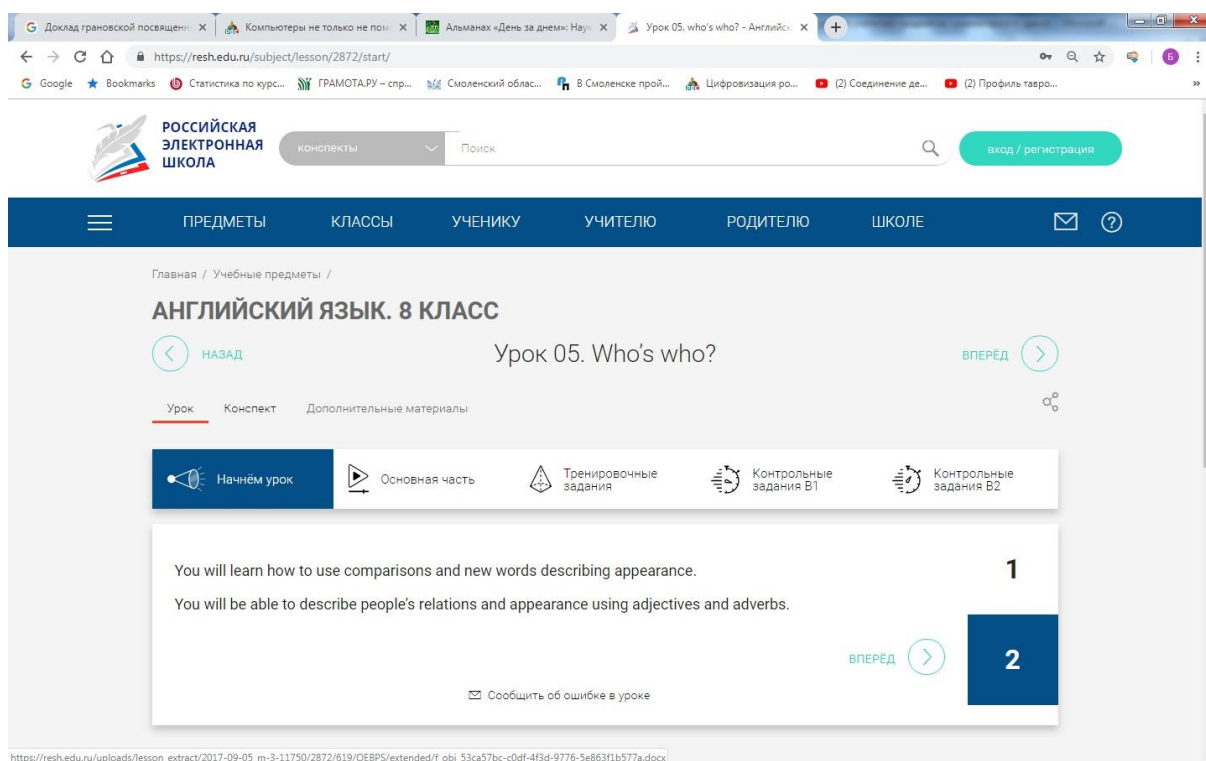 Доклад грановской посвященн
Компьютеры не только не пом
Альманах «День за днем»: Нау
Урок 05. who's who? - Английск
https://resh.edu.ru/subject/lesson/2872/start/
Б
Google
Bookmarks
Статистика по курс...
ГРАМОТА.РУ – спр...
Смоленский облас...
В Смоленске прой...
Цифровизация ро...
(2) Соединение де...
(2) Профиль тавро...
»
РОССИЙСКАЯ
ЭЛЕКТРОННАЯ
ШКОЛА
конспекты
Поиск
вход / регистрация
ПРЕДМЕТЫ КЛАССЫ УЧЕНИКУ УЧИТЕЛЮ РОДИТЕЛЮ ШКОЛЕ
Главная / Учебные предметы /
АНГЛИЙСКИЙ ЯЗЫК. 8 КЛАСС
НАЗАД
Урок 05. Who's who?
ВПЕРЁД
Урок Конспект Дополнительные материалы
Начнём урок
Основная часть
Тренировочные
задания
Контрольные
задания В1
Контрольные
задания В2
You will learn how to use comparisons and new words describing appearance.
1
You will be able to describe people's relations and appearance using adjectives and adverbs.
ВПЕРЁД
2
Сообщить об ошибке в уроке
https://resh.edu.ru/uploads/lesson_extract/2017-09-05_m-3-11750/2872/619/OEBPS/extended/f_obj_53ca57bc-c0df-4f3d-9776-5e863f1b577a.docx